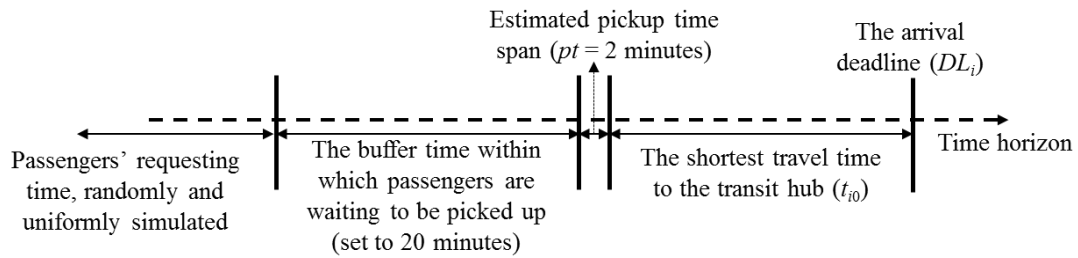 Estimated pickup time
span (pt = 2 minutes)
The arrival
deadline (DLi)
Time horizon
Passengers’ requesting
time, randomly and
uniformly simulated
The buffer time within
which passengers are
waiting to be picked up
(set to 20 minutes)
The shortest travel time
to the transit hub (ti0)